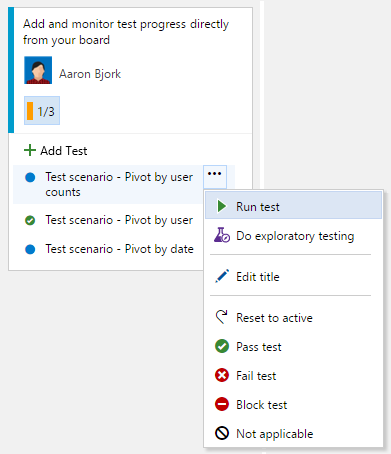 Add and monitor test progress directly
from your board
Aaron Bjork
1/3
Add Test
Test scenario - Pivot by user
counts
Test scenario - Pivot by user
Test scenario - Pivot by date
Run test
Do exploratory testing
Edit title
Reset to active
Pass test
Fail test
Block test
Not applicable